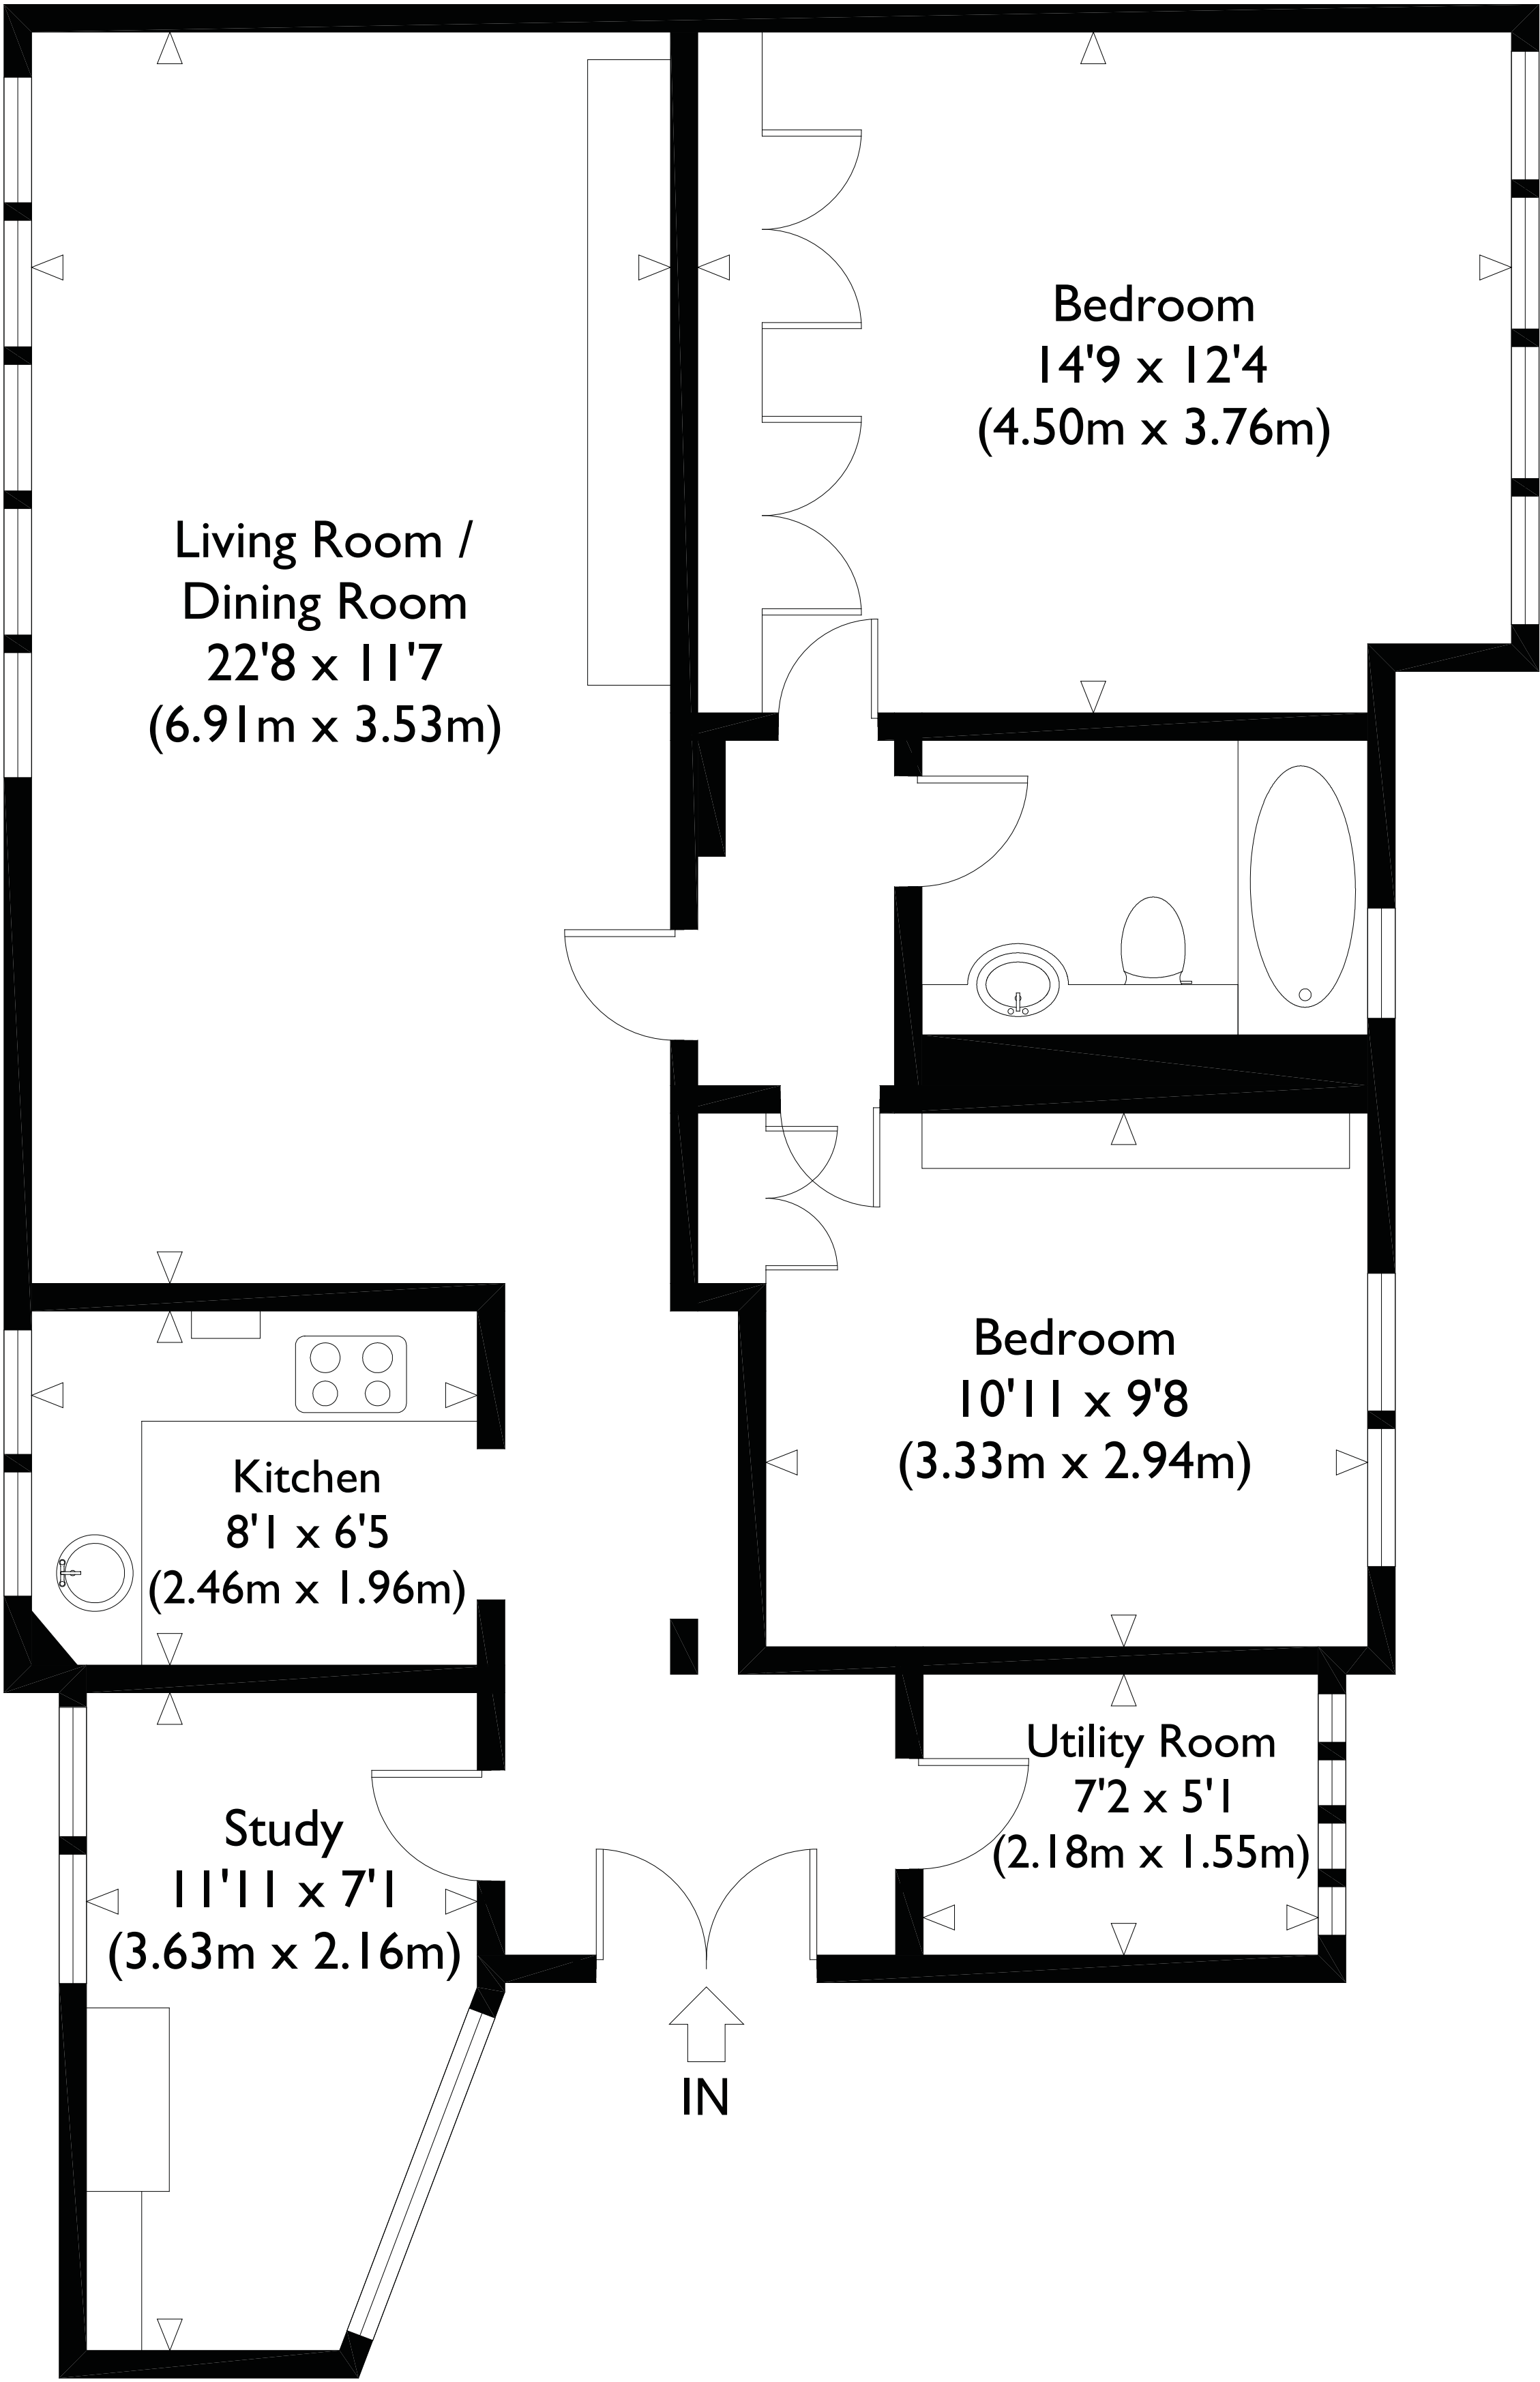 Bedroom
14'9 x 12'4
(4.50m x 3.76m)
Living Room /
Dining Room
22'8 x 11'7
(6.91m x 3.53m)
Bedroom
10'11 x 9'8
(3.33m x 2.94m)
Kitchen
8'1 x 6'5
(2.46m x 1.96m)
Utility Room
7'2 x 5'1
(2.18m x 1.55m)
Study
11'11 x 7'1
(3.63m x 2.16m)
IN